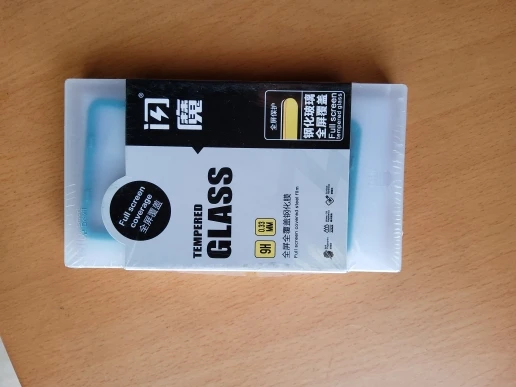 闪魔®
全屏保护
钢化玻璃
全屏覆盖
Full screen
tempered glass
Full screen
coverage
全屏覆盖
TEMPERED
GLASS
9H
0.33
MM
全屏全覆盖钢化膜
Full screen covered steel film